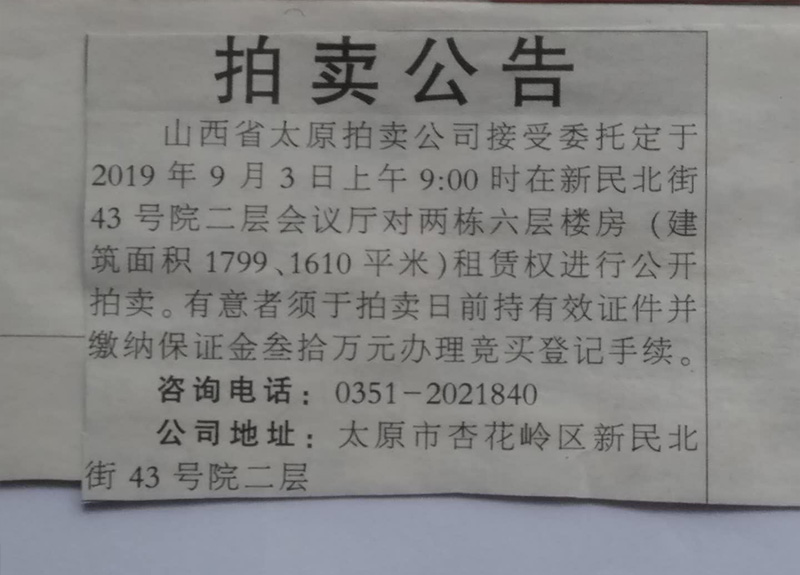 拍卖公告
山西省太原拍卖公司接受委托定于
2019年9月3日上午9:00时在新民北街
43号院二层会议厅对两栋六层楼房（建
筑面积1799、1610平米）租赁权进行公开
拍卖。有意者须于拍卖日前持有效证件并
缴纳保证金叁拾万元办理竞买登记手续。
咨询电话：0351-2021840
公司地址：太原市杏花岭区新民北
街43号院二层